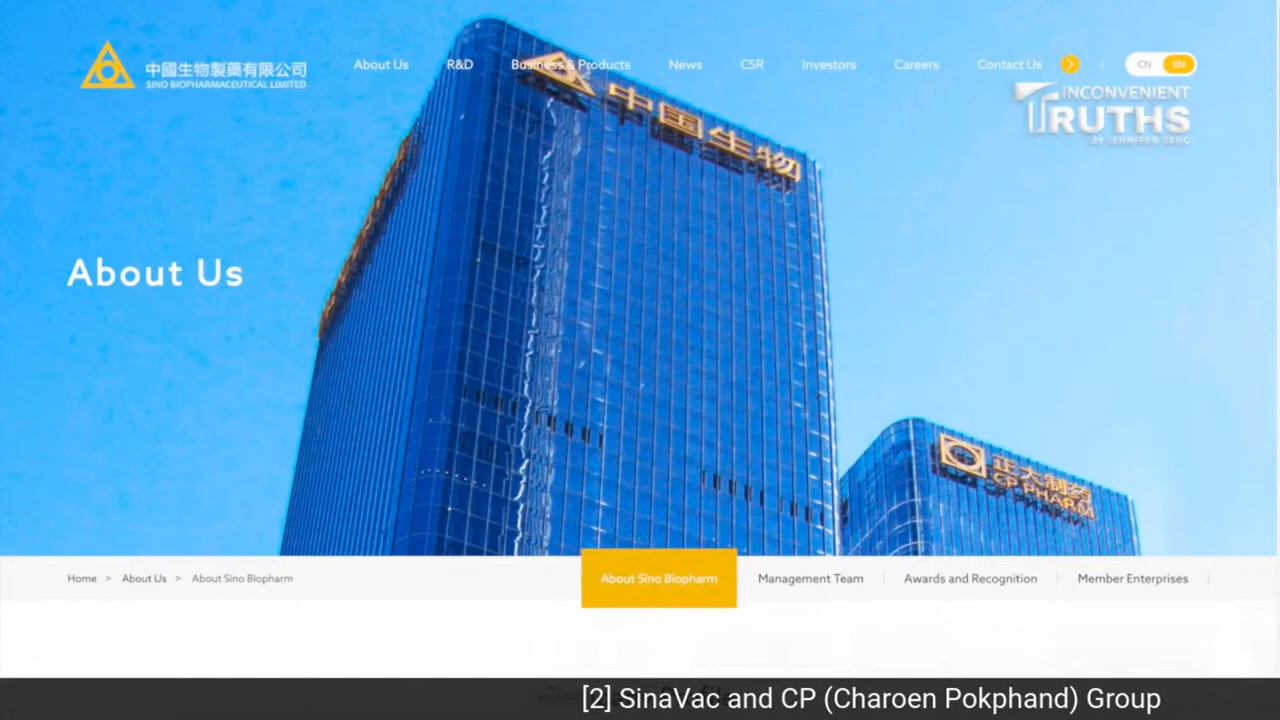 中國生物製藥有限公司
SINO BIOPHARMACEUTICAL LIMITED
About Us
R&D
Business & Products
News
CSR
Investors
Careers
Contact Us
CN
EN
INCONVENIENT
TRUTHS
BY JENNIFER ZENG
中国生物
About Us
正大制药
CP PHARM
Home > About Us > About Sino Biopharm
About Sino Biopharm
Management Team
Awards and Recognition
Member Enterprises
[2] SinaVac and CP (Charoen Pokphand) Group